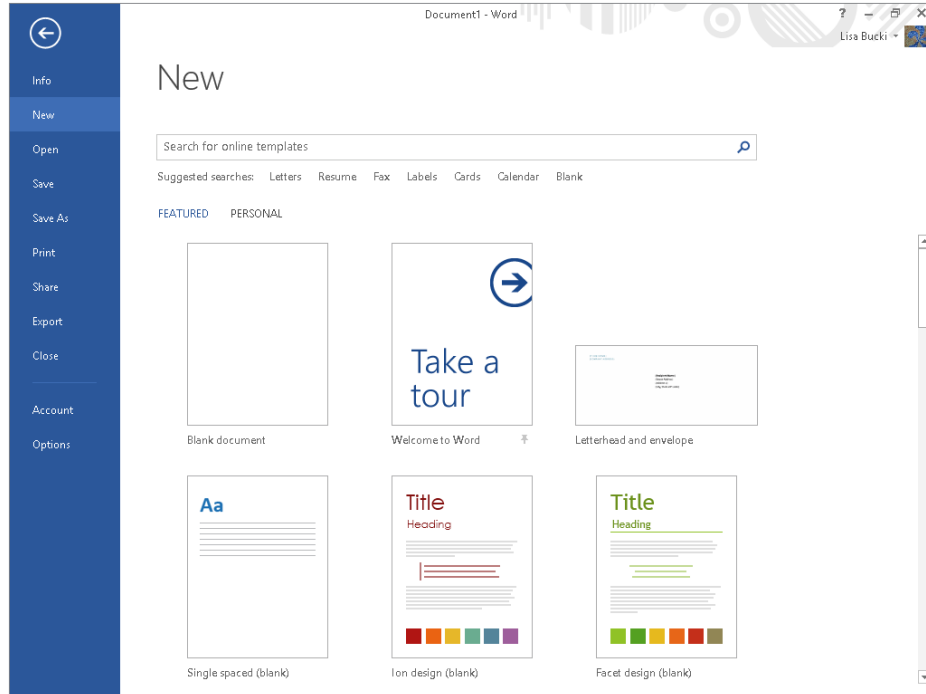 Document1 - Word
?
Lisa Bucki
Info
New
Open
Save
Save As
Print
Share
Export
Close
Account
Options
New
Search for online templates
Suggested searches: Letters Resume Fax Labels Cards Calendar Blank
FEATURED PERSONAL
Take a
tour
Blank document
Welcome to Word
Letterhead and envelope
Aa
Title
Heading
Title
Heading
Single spaced (blank)
Ion design (blank)
Facet design (blank)